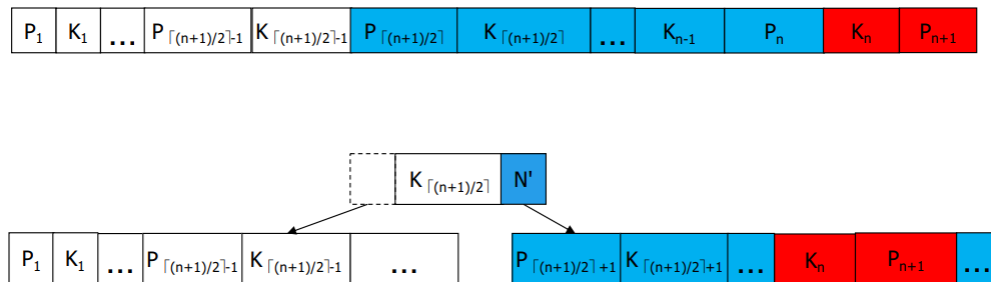 P₁ K₁ ... P⌈(n+1)/2⌉-1 K⌈(n+1)/2⌉-1 P⌈(n+1)/2⌉ K⌈(n+1)/2⌉ ... Kn-1 Pn Kn Pn+1
K⌈(n+1)/2⌉ N'
P₁ K₁ ... P⌈(n+1)/2⌉-1 K⌈(n+1)/2⌉-1 ... P⌈(n+1)/2⌉+1 K⌈(n+1)/2⌉+1 ... Kn Pn+1 ...